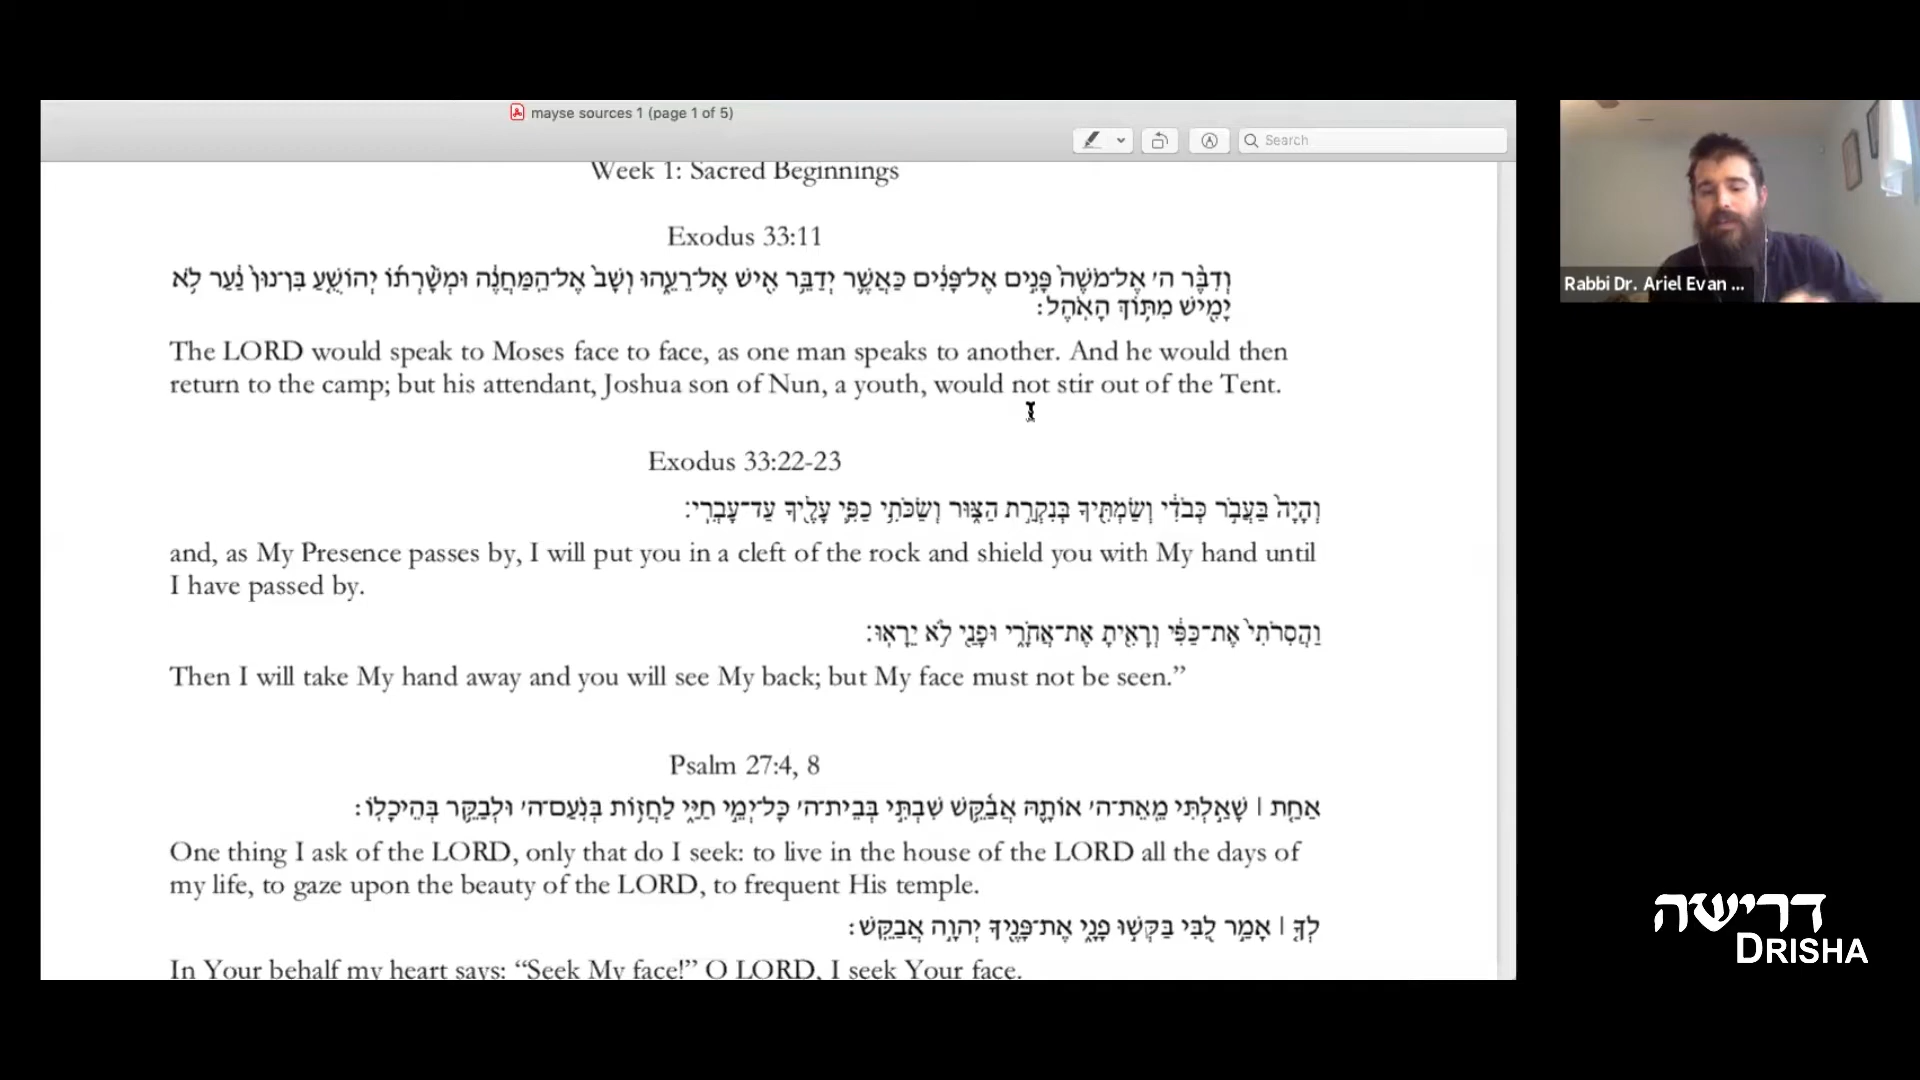 mayse sources 1 (page 1 of 5)
Search
Week 1: Sacred Beginnings
Exodus 33:11
וְדִבֶּ֨ר ה׳ אֶל־מֹשֶׁה֙ פָּנִ֣ים אֶל־פָּנִ֔ים כַּאֲשֶׁ֛ר יְדַבֵּ֥ר אִ֖ישׁ אֶל־רֵעֵ֑הוּ וְשָׁב֙ אֶל־הַֽמַּחֲנֶ֔ה וּמְשָׁ֨רְת֜וֹ יְהוֹשֻׁ֤עַ בִּן־נוּן֙ נַ֔עַר לֹ֥א
יָמִ֖ישׁ מִתּ֥וֹךְ הָאֹֽהֶל׃
The LORD would speak to Moses face to face, as one man speaks to another. And he would then
return to the camp; but his attendant, Joshua son of Nun, a youth, would not stir out of the Tent.
Exodus 33:22-23
וְהָיָה֙ בַּעֲבֹ֣ר כְּבֹדִ֔י וְשַׂמְתִּ֖יךָ בְּנִקְרַ֣ת הַצּ֑וּר וְשַׂכֹּתִ֥י כַפִּ֛י עָלֶ֖יךָ עַד־עָבְרִֽי׃
and, as My Presence passes by, I will put you in a cleft of the rock and shield you with My hand until
I have passed by.
וַהֲסִרֹתִי֙ אֶת־כַּפִּ֔י וְרָאִ֖יתָ אֶת־אֲחֹרָ֑י וּפָנַ֖י לֹ֥א יֵרָאֽוּ׃
Then I will take My hand away and you will see My back; but My face must not be seen.”
Psalm 27:4, 8
אַחַ֤ת ׀ שָׁאַ֣לְתִּי מֵֽאֵת־ה׳ אוֹתָ֪הּ אֲבַ֫קֵּ֥שׁ שִׁבְתִּ֣י בְּבֵית־ה׳ כָּל־יְמֵ֣י חַיַּ֑י לַחֲז֥וֹת בְּנֹֽעַם־ה׳ וּלְבַקֵּ֥ר בְּהֵיכָלֽוֹ׃
One thing I ask of the LORD, only that do I seek: to live in the house of the LORD all the days of
my life, to gaze upon the beauty of the LORD, to frequent His temple.
לְךָ֤ ׀ אָמַ֣ר לִ֭בִּי בַּקְּשׁ֣וּ פָנָ֑י אֶת־פָּנֶ֖יךָ יְהוָ֣ה אֲבַקֵּֽשׁ׃
In Your behalf my heart says: “Seek My face!” O LORD, I seek Your face.
Rabbi Dr. Ariel Evan ...
דרישה
DRISHA